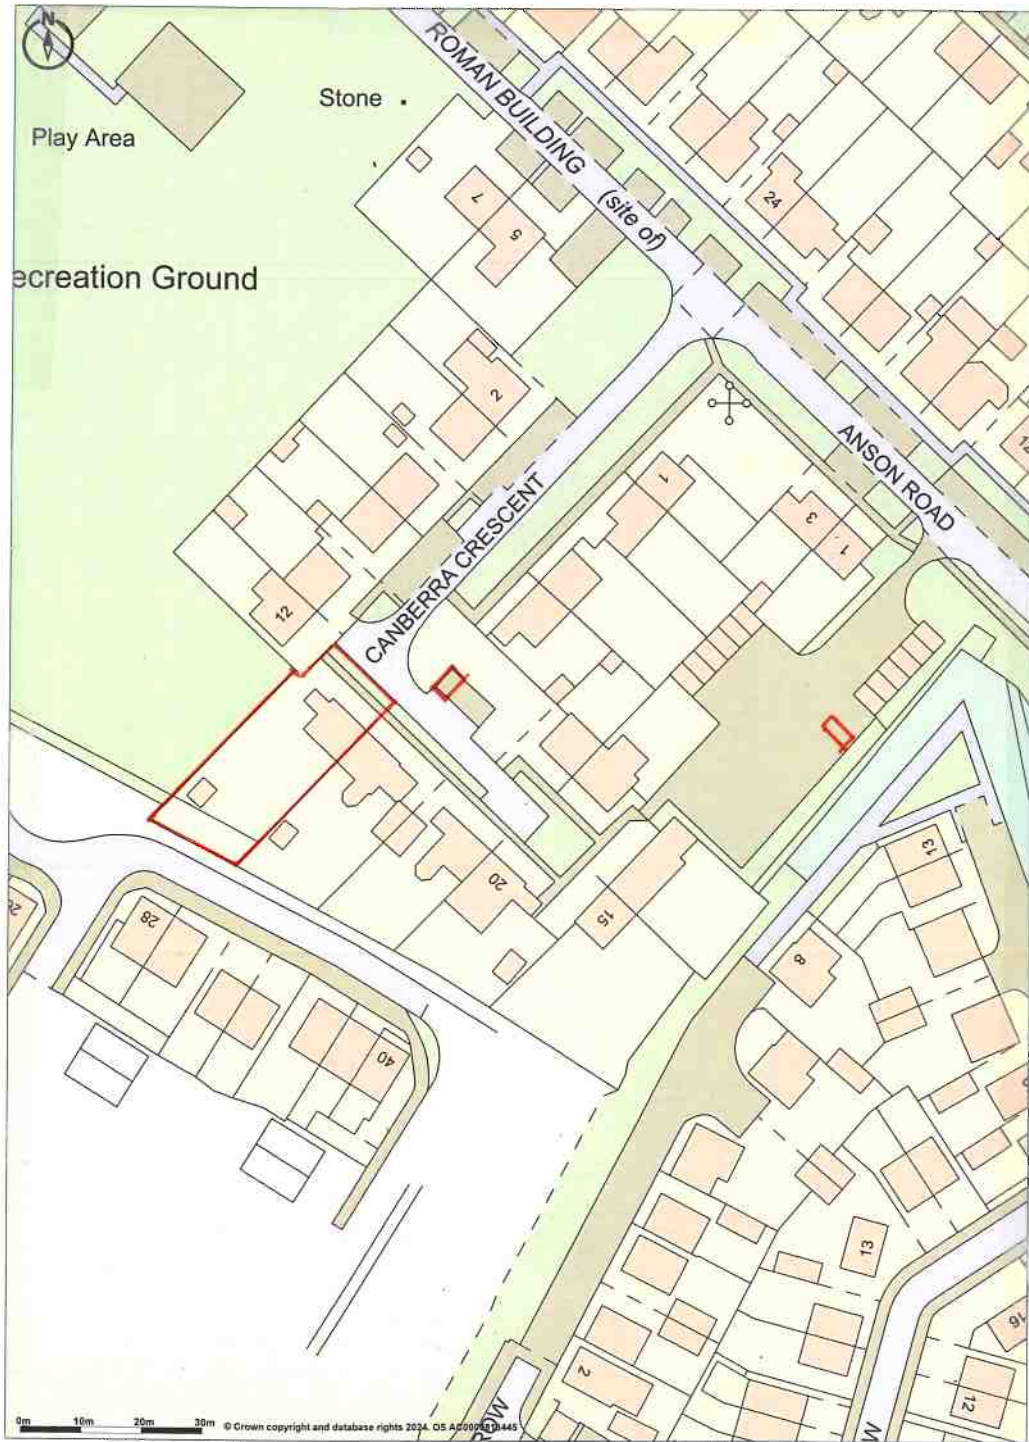 N
ROMAN BUILDING
(site of)
Stone
Play Area
24
7
5
ecreation Ground
2
ANSON ROAD
1
3
1
CANBERRA CRESCENT
12
13
28
20
15
8
40
13
16
2
12
0m 10m 20m 30m © Crown copyright and database rights 2024. OS
ROW
W